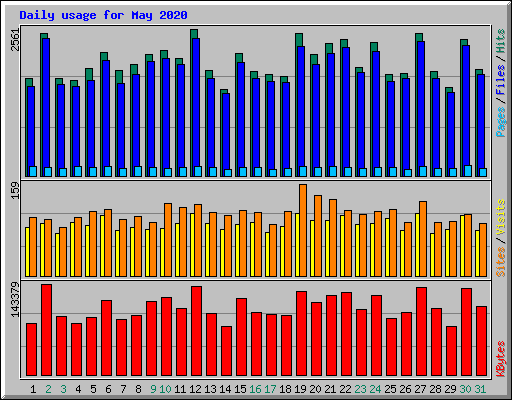 Daily usage for May 2020
2561
Pages / Files / Hits
159
Sites / Visits
143379
KBytes
1 2 3 4 5 6 7 8 9 10 11 12 13 14 15 16 17 18 19 20 21 22 23 24 25 26 27 28 29 30 31